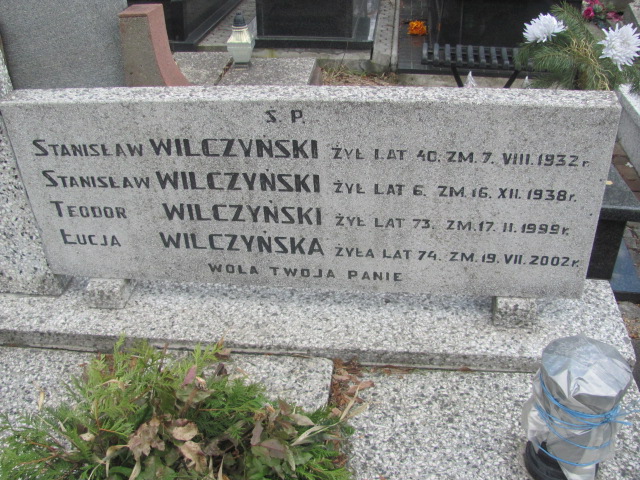 Ś. P.
STANISŁAW WILCZYŃSKI ŻYŁ LAT 40. ZM. 7. VIII. 1932 r.
STANISŁAW WILCZYŃSKI ŻYŁ LAT 6. ZM. 16. XII. 1938 r.
TEODOR WILCZYŃSKI ŻYŁ LAT 73. ZM. 17. II. 1999 r.
ŁUCJA WILCZYŃSKA ŻYŁA LAT 74. ZM. 19. VII. 2002 r.
WOLA TWOJA PANIE